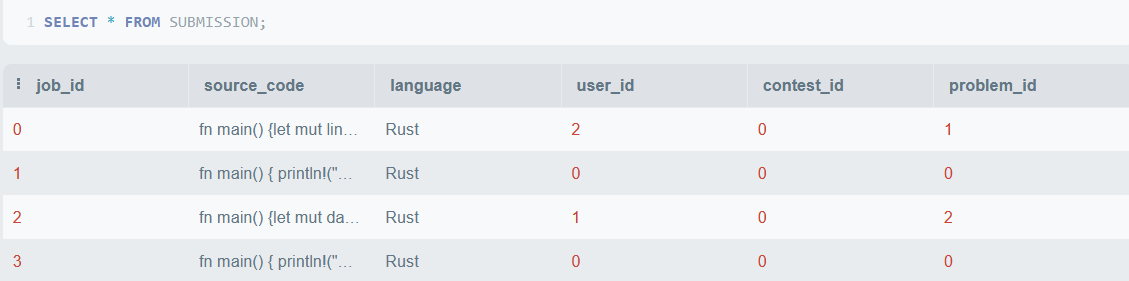 1 SELECT * FROM SUBMISSION;
job_id source_code language user_id contest_id problem_id
0 fn main() {let mut lin... Rust 2 0 1
1 fn main() { println!("... Rust 0 0 0
2 fn main() {let mut da... Rust 1 0 2
3 fn main() { println!("... Rust 0 0 0